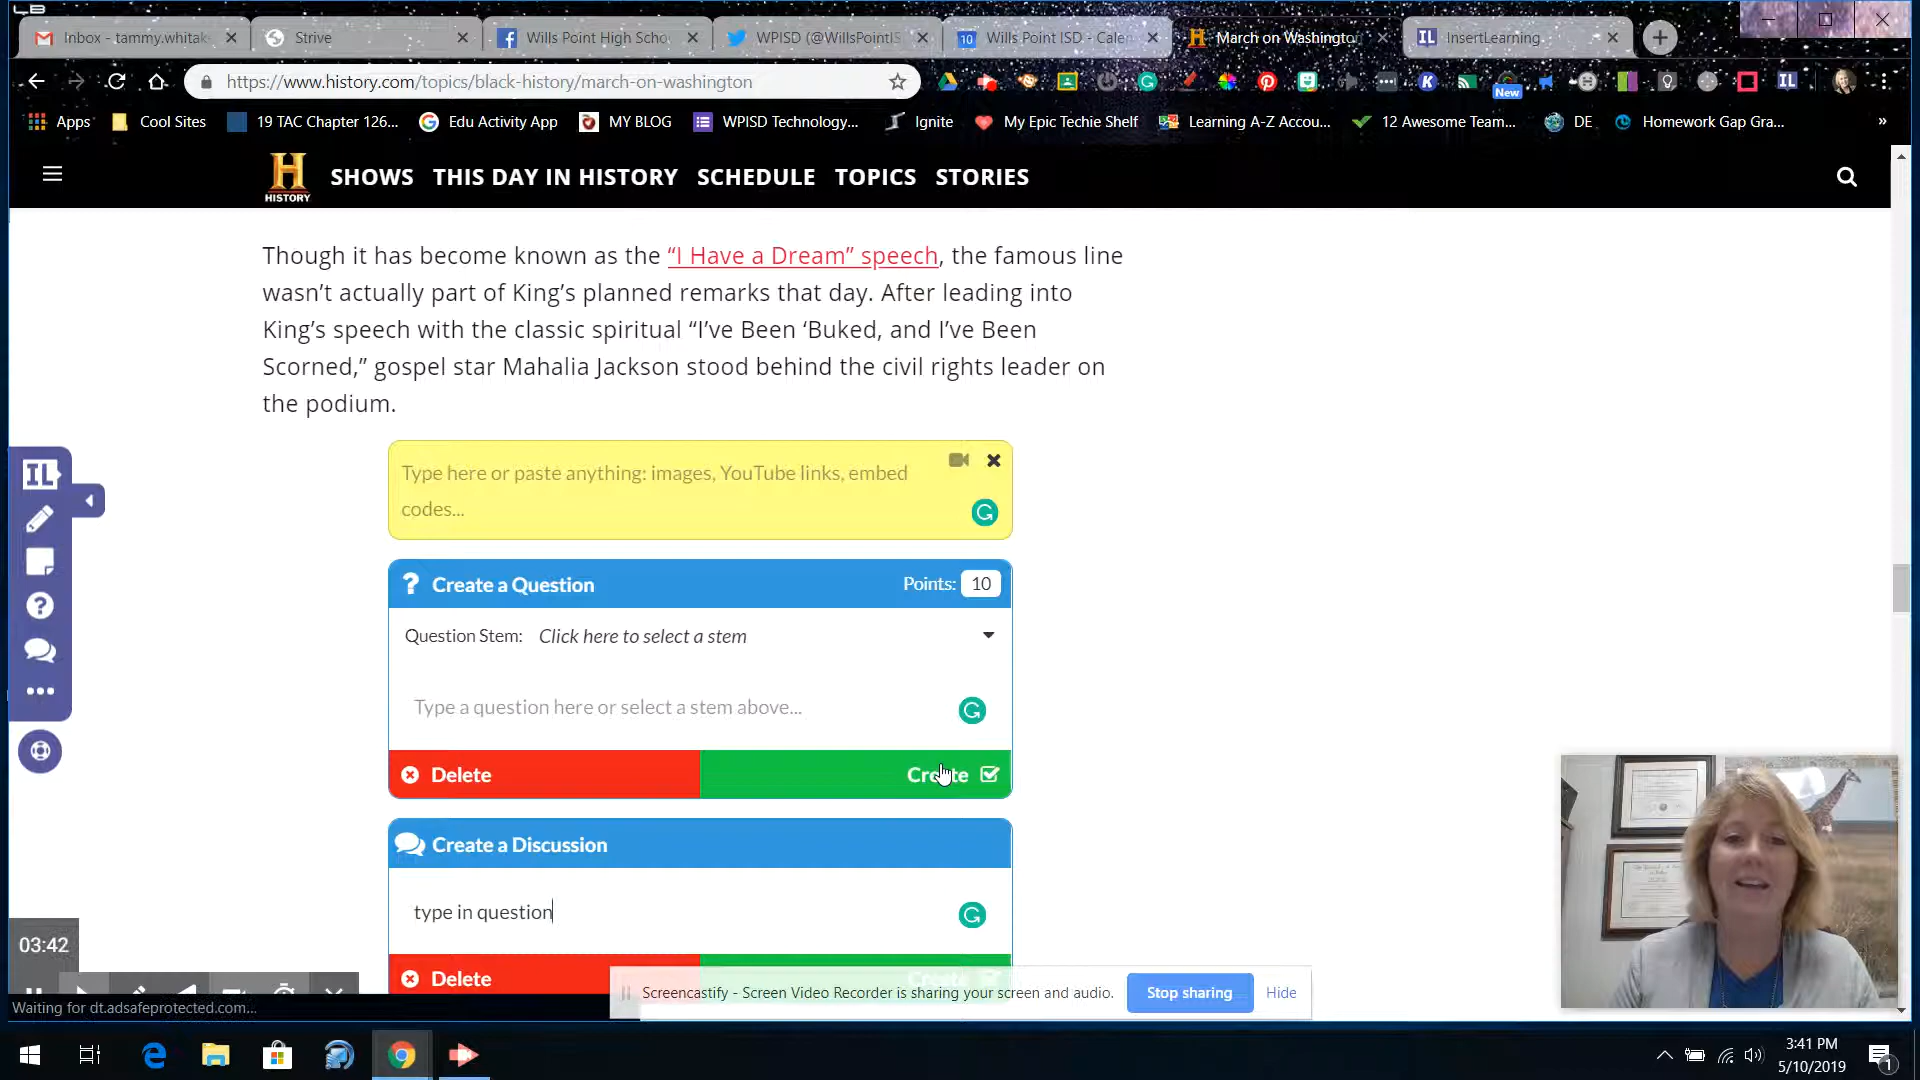 Inbox - tammy.whitak
Strive
Wills Point High Scho
WPISD (@WillsPointIS
10
Wills Point ISD - Cale
March on Washington
IL
InsertLearning
https://www.history.com/topics/black-history/march-on-washington
New
IL
Apps
Cool Sites
19 TAC Chapter 126...
Edu Activity App
MY BLOG
WPISD Technology...
Ignite
My Epic Techie Shelf
Learning A-Z Accou...
12 Awesome Team...
DE
Homework Gap Gra...
»
H
HISTORY
SHOWS
THIS DAY IN HISTORY
SCHEDULE
TOPICS
STORIES
Though it has become known as the “I Have a Dream” speech, the famous line
wasn’t actually part of King’s planned remarks that day. After leading into
King’s speech with the classic spiritual “I’ve Been ‘Buked, and I’ve Been
Scorned,” gospel star Mahalia Jackson stood behind the civil rights leader on
the podium.
IL
Type here or paste anything: images, YouTube links, embed
codes...
? Create a Question
Points: 10
Question Stem: Click here to select a stem
Type a question here or select a stem above...
Delete
Create
Create a Discussion
type in question
Delete
Create
03:42
Screencastify - Screen Video Recorder is sharing your screen and audio.
Stop sharing
Hide
Waiting for dt.adsafeprotected.com...
3:41 PM
5/10/2019
1